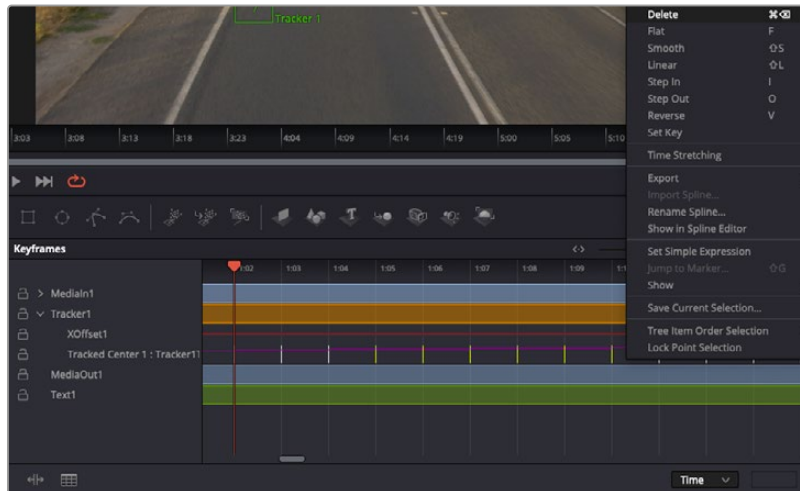 Tracker 1
Delete ⌘⌫
Flat F
Smooth ⇧S
Linear ⇧L
Step In I
Step Out O
Reverse V
Set Key
Time Stretching
Export
Import Spline...
Rename Spline...
Show in Spline Editor
Set Simple Expression
Jump to Marker... ⇧G
Show
Save Current Selection...
Tree Item Order Selection
Lock Point Selection
3:03 3:08 3:13 3:18 3:23 4:04 4:09 4:14 4:19 5:00 5:05 5:10
Keyframes
1:02 1:03 1:04 1:05 1:06 1:07 1:08 1:09
MediaIn1
Tracker1
XOffset1
Tracked Center 1 : Tracker1
MediaOut1
Text1
Time